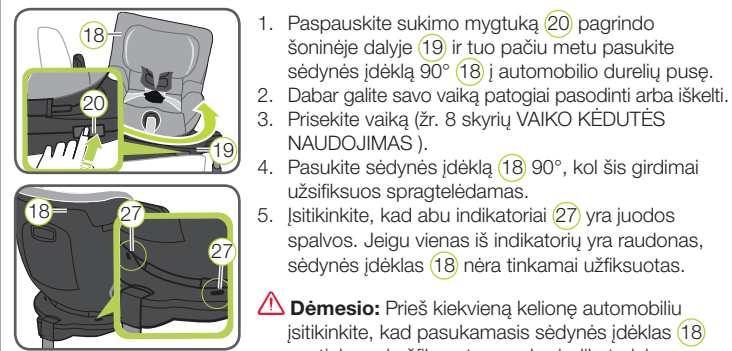 18
20
19
18
27
27
1. Paspauskite sukimo mygtuką 20 pagrindo
šoninėje dalyje 19 ir tuo pačiu metu pasukite
sėdynės įdėklą 90° 18 į automobilio durelių pusę.
2. Dabar galite savo vaiką patogiai pasodinti arba iškelti.
3. Prisekite vaiką (žr. 8 skyrių VAIKO KĖDUTĖS
NAUDOJIMAS ).
4. Pasukite sėdynės įdėklą 18 90°, kol šis girdimai
užsifiksuos spragtelėdamas.
5. Įsitikinkite, kad abu indikatoriai 27 yra juodos
spalvos. Jeigu vienas iš indikatorių yra raudonas,
sėdynės įdėklas 18 nėra tinkamai užfiksuotas.
Dėmesio: Prieš kiekvieną kelionę automobiliu
įsitikinkite, kad pasukamasis sėdynės įdėklas 18